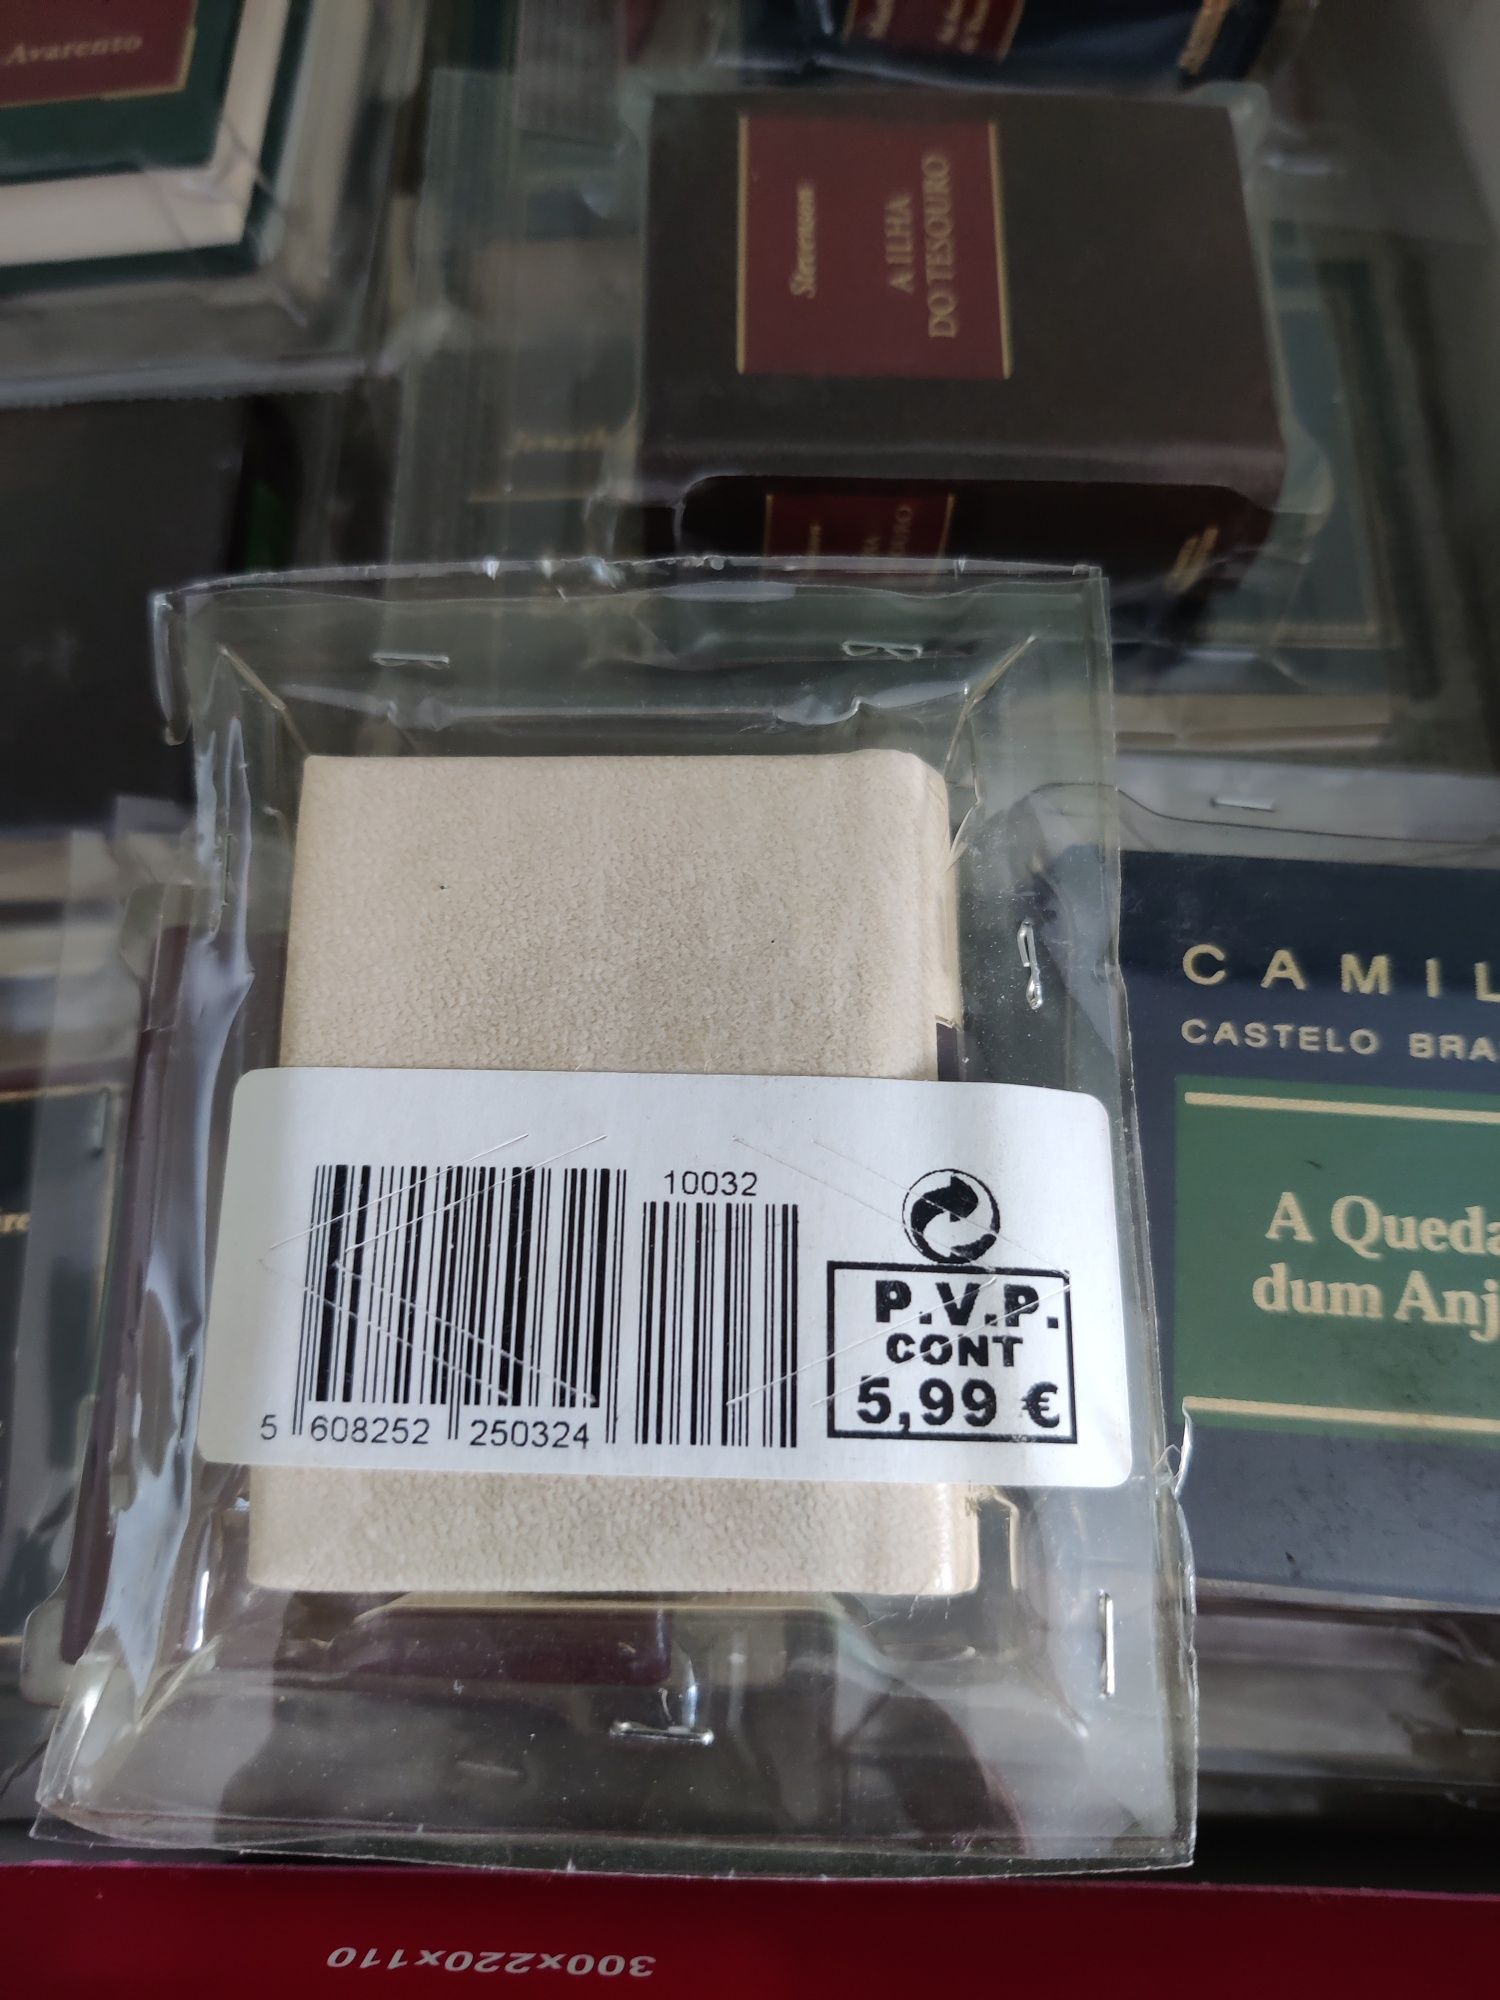 Avarento
Stevenson
A ILHA
DO TESOURO
CAMIL
CASTELO BRA
A Queda
dum Anj
10032
5 608252 250324
P.V.P.
CONT
5,99 €
300x220x110